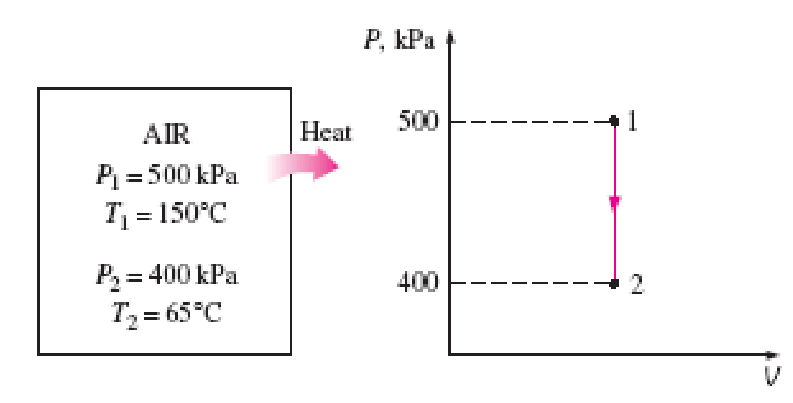 AIR
P₁ = 500 kPa
T₁ = 150°C
P₂ = 400 kPa
T₂ = 65°C
Heat
P, kPa
500
1
400
2
V